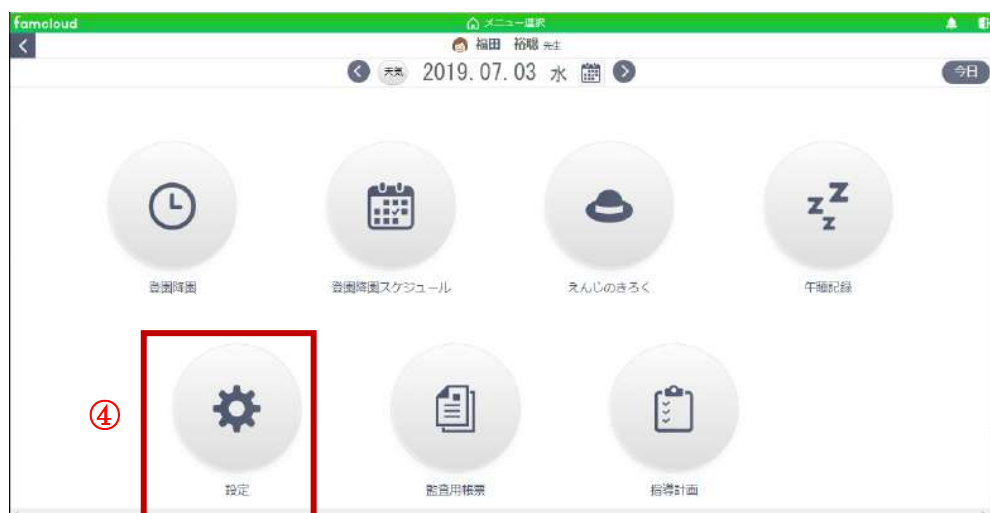 famcloud
メニュー選択
福田 裕聡 先生
天気 2019.07.03 水 今日
登園降園 登園降園スケジュール えんじのきろく 午睡記録
④
設定 監査用帳票 指導計画